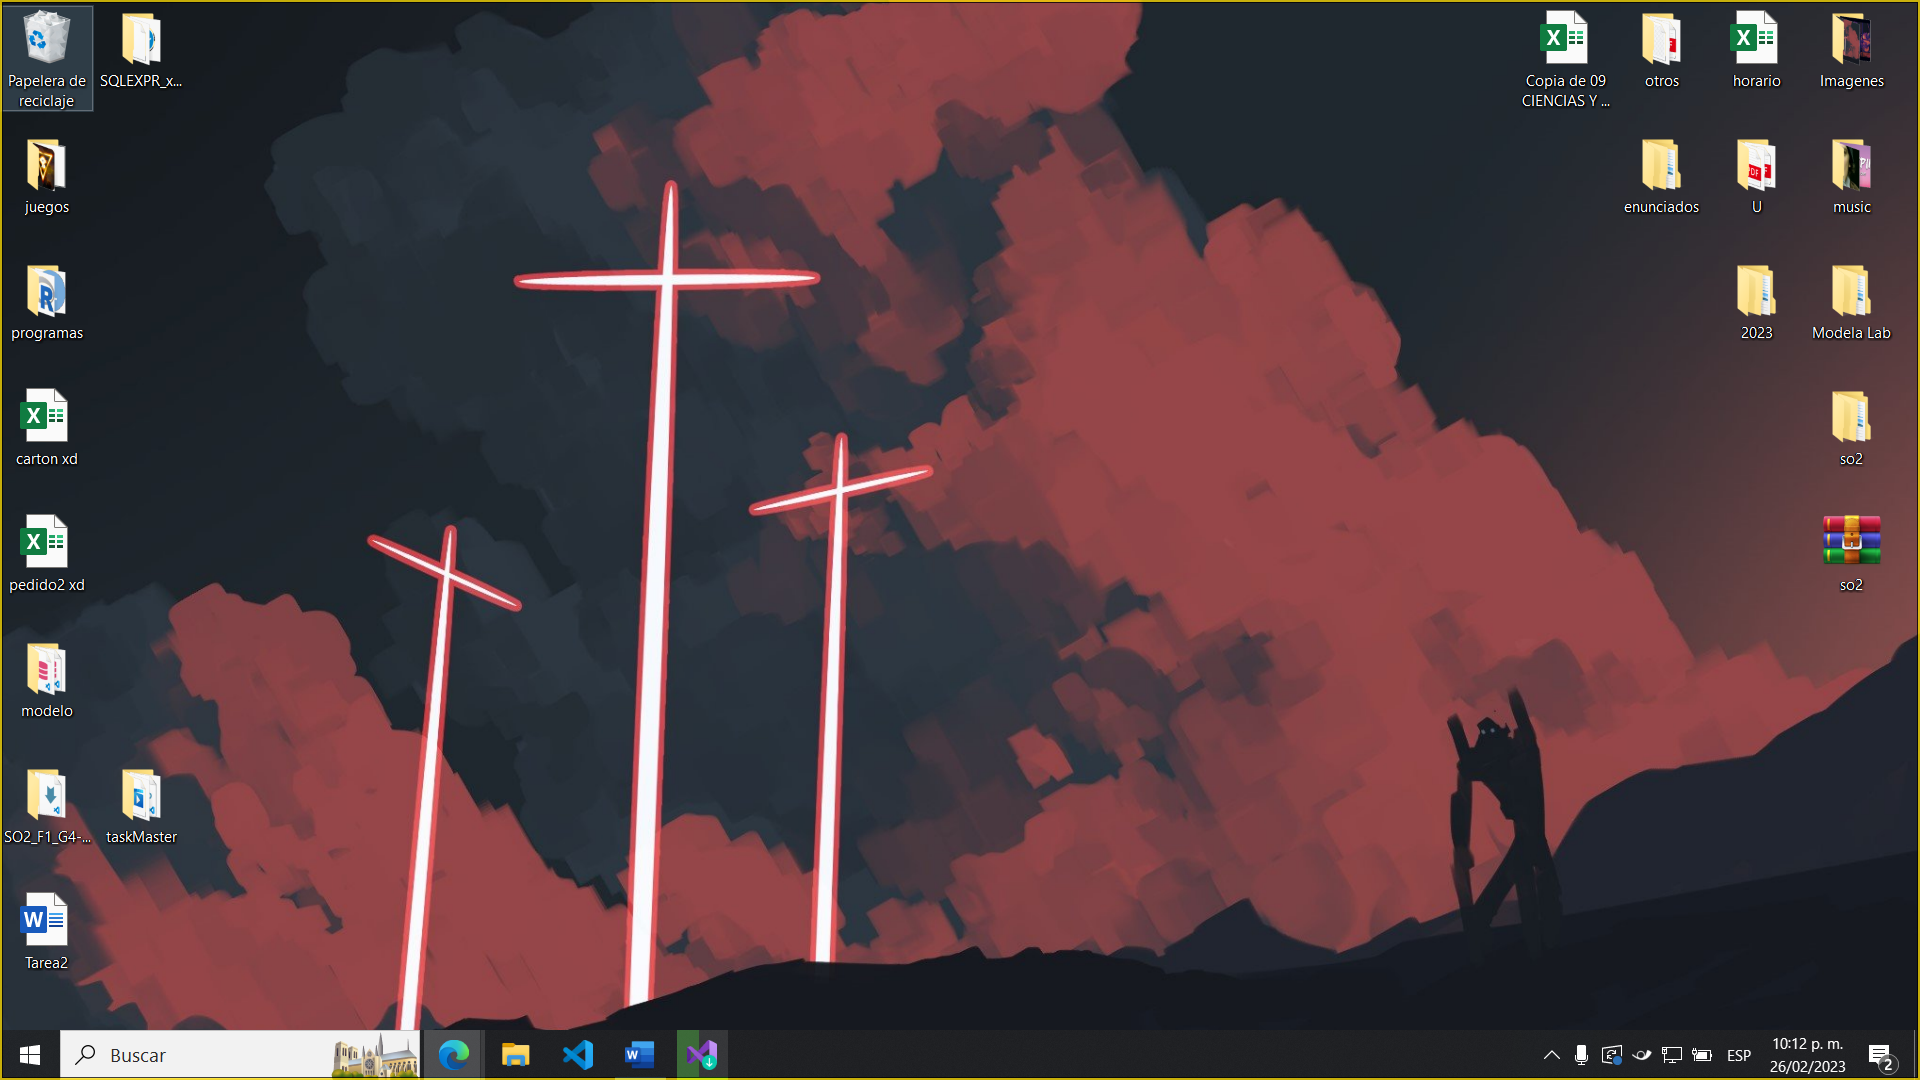 Papelera de
reciclaje
SQLEXPR_x...
juegos
programas
carton xd
pedido2 xd
modelo
SO2_F1_G4-...
taskMaster
Tarea2
Copia de 09
CIENCIAS Y ...
otros
horario
Imagenes
enunciados
U
music
2023
Modela Lab
so2
so2
Buscar
ESP
10:12 p. m.
26/02/2023
2